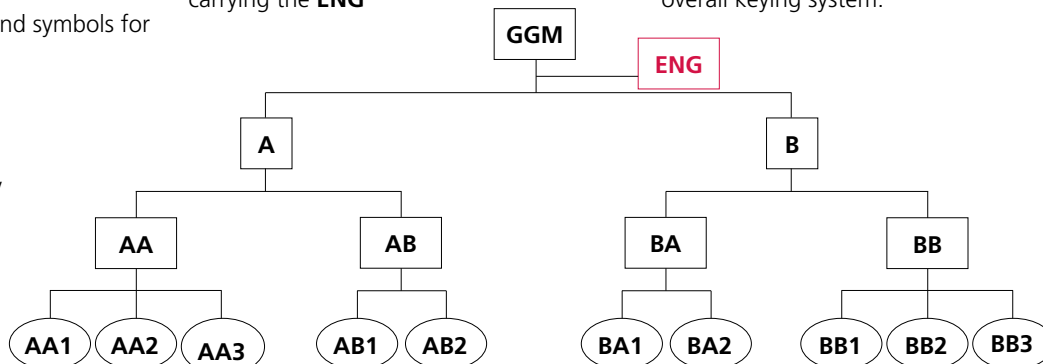 carrying the ENG
overall keying system.
nd symbols for
GGM
ENG
A
B
AA
AB
BA
BB
AA1
AA2
AA3
AB1
AB2
BA1
BA2
BB1
BB2
BB3